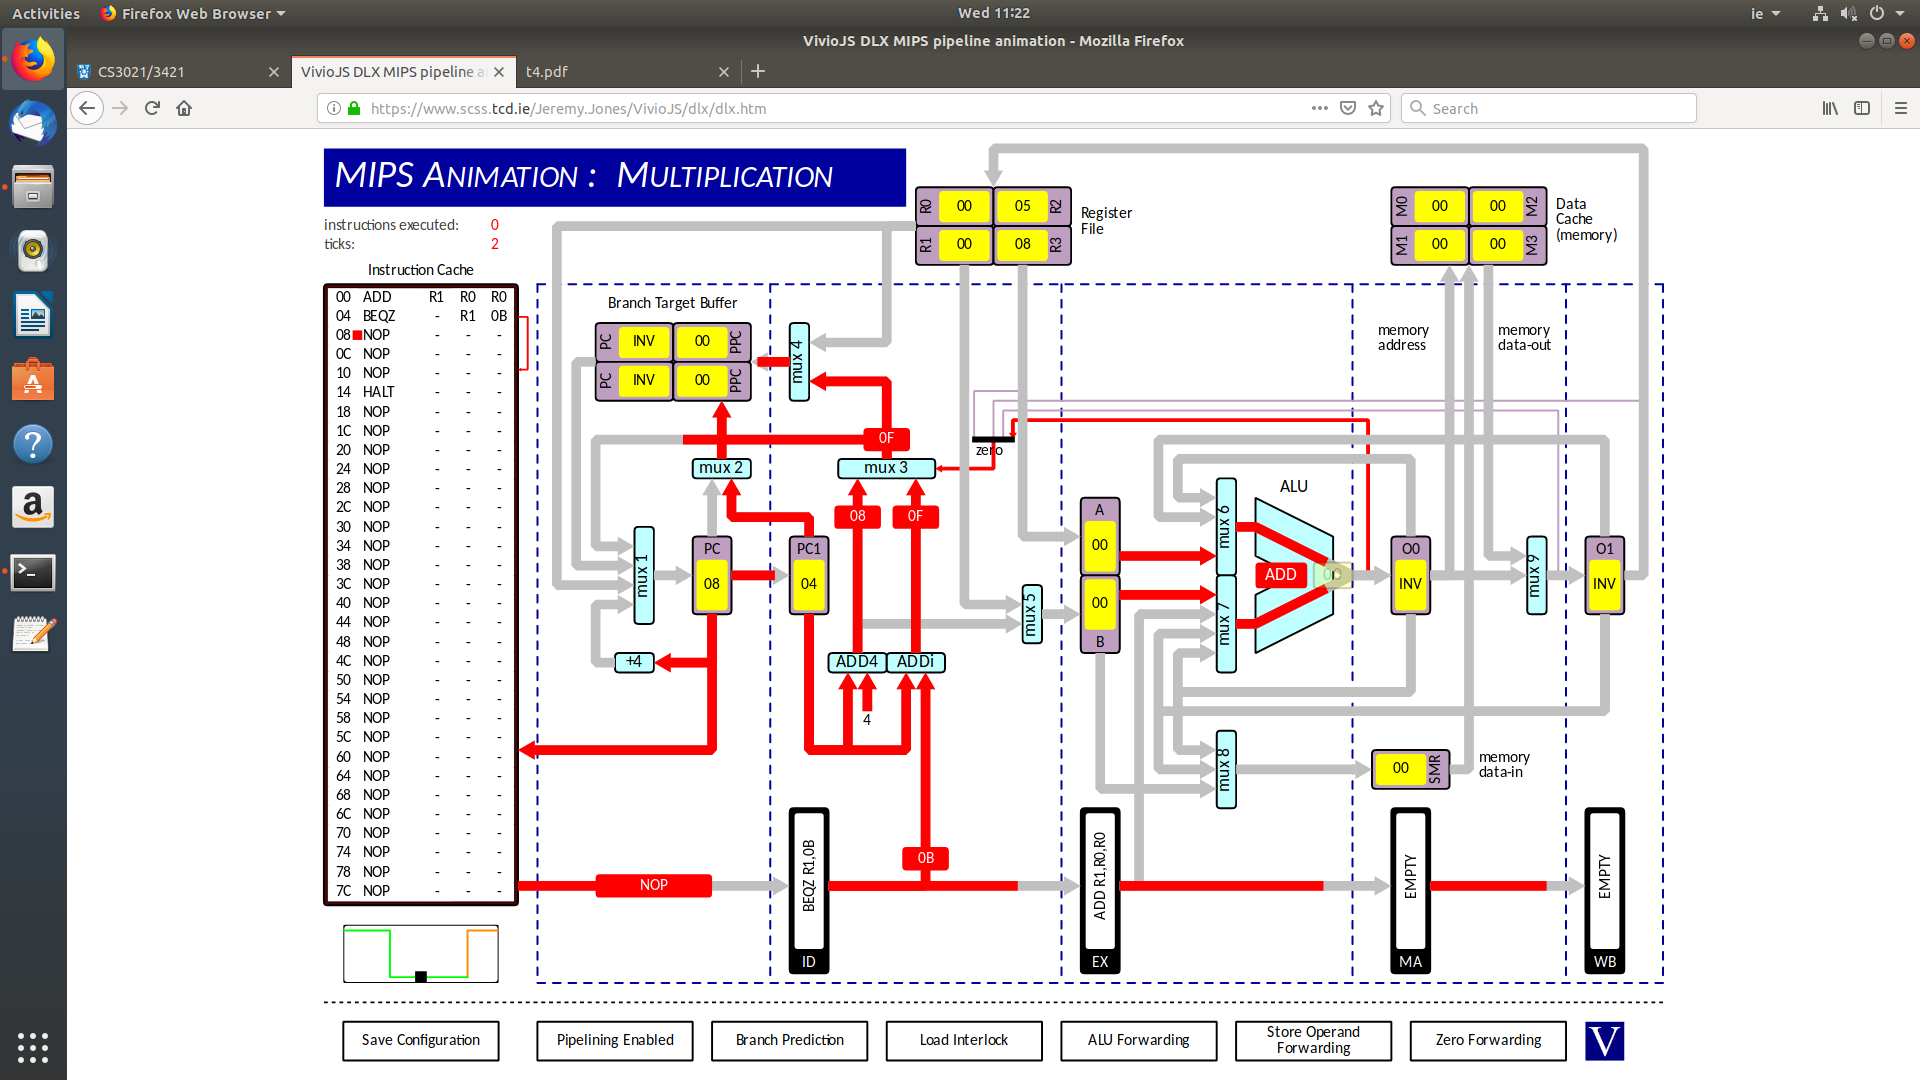 Activities Firefox Web Browser Wed 11:22 ie
VivioJS DLX MIPS pipeline animation - Mozilla Firefox
CS3021/3421 VivioJS DLX MIPS pipeline a t4.pdf
https://www.scss.tcd.ie/Jeremy.Jones/VivioJS/dlx/dlx.htm Search
MIPS ANIMATION : MULTIPLICATION
instructions executed: 0
ticks: 2
Instruction Cache
00 ADD R1 R0 R0
04 BEQZ - R1 0B
08 NOP - - -
0C NOP - - -
10 NOP - - -
14 HALT - - -
18 NOP - - -
1C NOP - - -
20 NOP - - -
24 NOP - - -
28 NOP - - -
2C NOP - - -
30 NOP - - -
34 NOP - - -
38 NOP - - -
3C NOP - - -
40 NOP - - -
44 NOP - - -
48 NOP - - -
4C NOP - - -
50 NOP - - -
54 NOP - - -
58 NOP - - -
5C NOP - - -
60 NOP - - -
64 NOP - - -
68 NOP - - -
6C NOP - - -
70 NOP - - -
74 NOP - - -
78 NOP - - -
7C NOP - - -
R0 00 05 R2
R1 00 08 R3
Register
File
M0 00 00 M2
M1 00 00 M3
Data
Cache
(memory)
Branch Target Buffer
PC INV 00 PPC
PC INV 00 PPC
mux 4
memory
address
memory
data-out
0F
zero
mux 2
mux 3
08
0F
mux 1
PC
08
PC1
04
+4
ADD4
ADDi
4
mux 5
A
00
00
B
mux 6
mux 7
ALU
ADD
O0
INV
mux 9
O1
INV
mux 8
00 SMR
memory
data-in
0B
NOP
BEQZ R1,0B
ID
ADD R1,R0,R0
EX
EMPTY
MA
EMPTY
WB
Save Configuration
Pipelining Enabled
Branch Prediction
Load Interlock
ALU Forwarding
Store Operand
Forwarding
Zero Forwarding
V